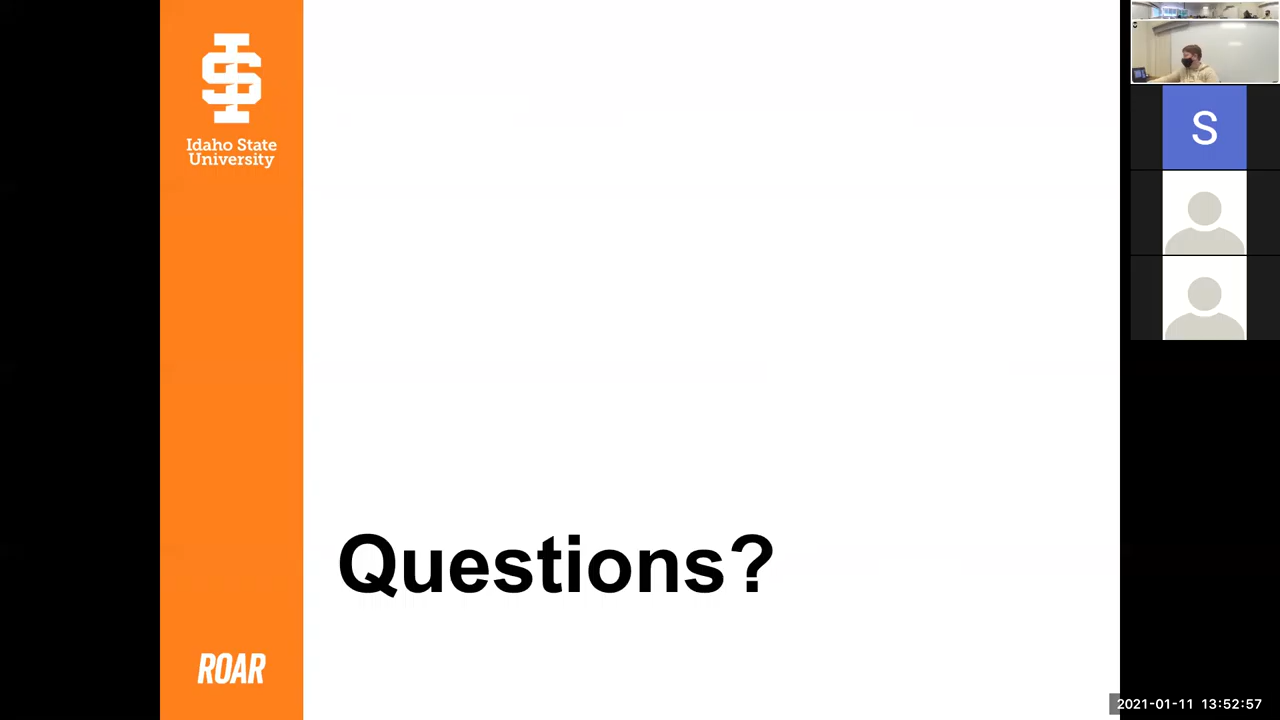 Idaho State
University
Questions?
ROAR
S
2021-01-11 13:52:57